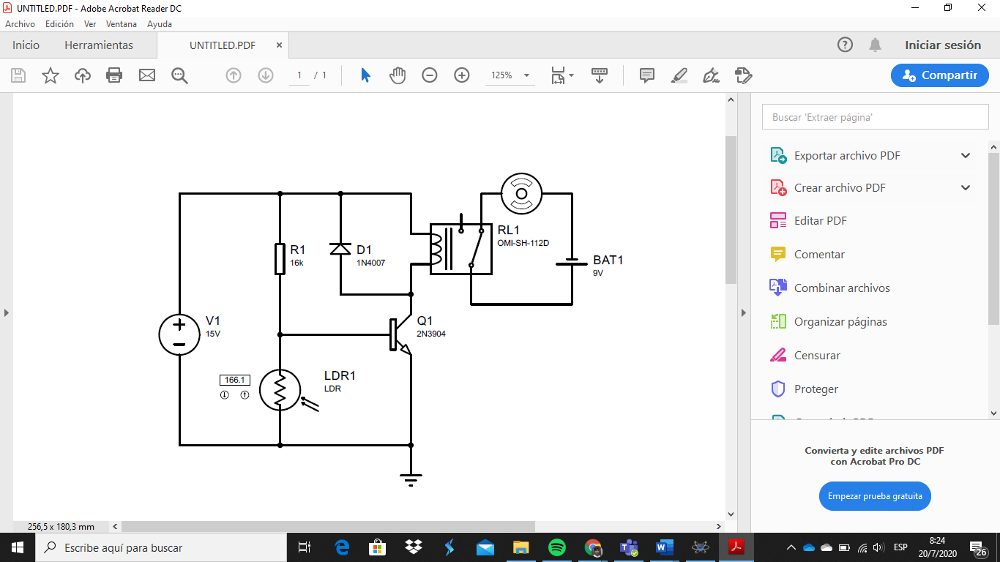 UNTITLED.PDF - Adobe Acrobat Reader DC
Archivo Edición Ver Ventana Ayuda
Inicio Herramientas UNTITLED.PDF × Iniciar sesión
1 / 1 125% Compartir
Buscar 'Extraer página'
Exportar archivo PDF
Crear archivo PDF
Editar PDF
Comentar
Combinar archivos
Organizar páginas
Censurar
Proteger
Convierta y edite archivos PDF
con Acrobat Pro DC
Empezar prueba gratuita
R1
16k
D1
1N4007
RL1
OMI-SH-112D
BAT1
9V
V1
15V
Q1
2N3904
166.1
LDR1
LDR
256,5 x 180,3 mm
Escribe aquí para buscar
ESP
8:24
20/7/2020
26